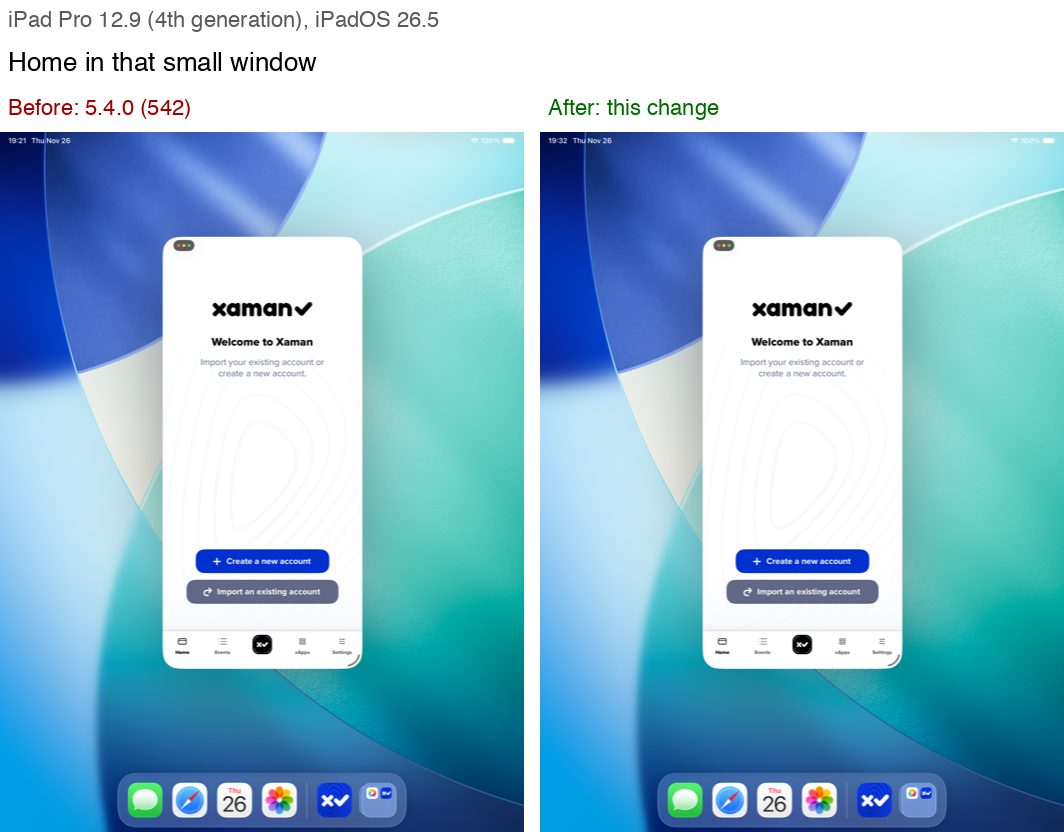 iPad Pro 12.9 (4th generation), iPadOS 26.5
Home in that small window
Before: 5.4.0 (542)
After: this change
19:21 Thu Nov 26
100%
xaman
Welcome to Xaman
Import your existing account or
create a new account.
+ Create a new account
Import an existing account
Home Events xApps Settings
Thu
26
19:32 Thu Nov 26
100%
xaman
Welcome to Xaman
Import your existing account or
create a new account.
+ Create a new account
Import an existing account
Home Events xApps Settings
Thu
26